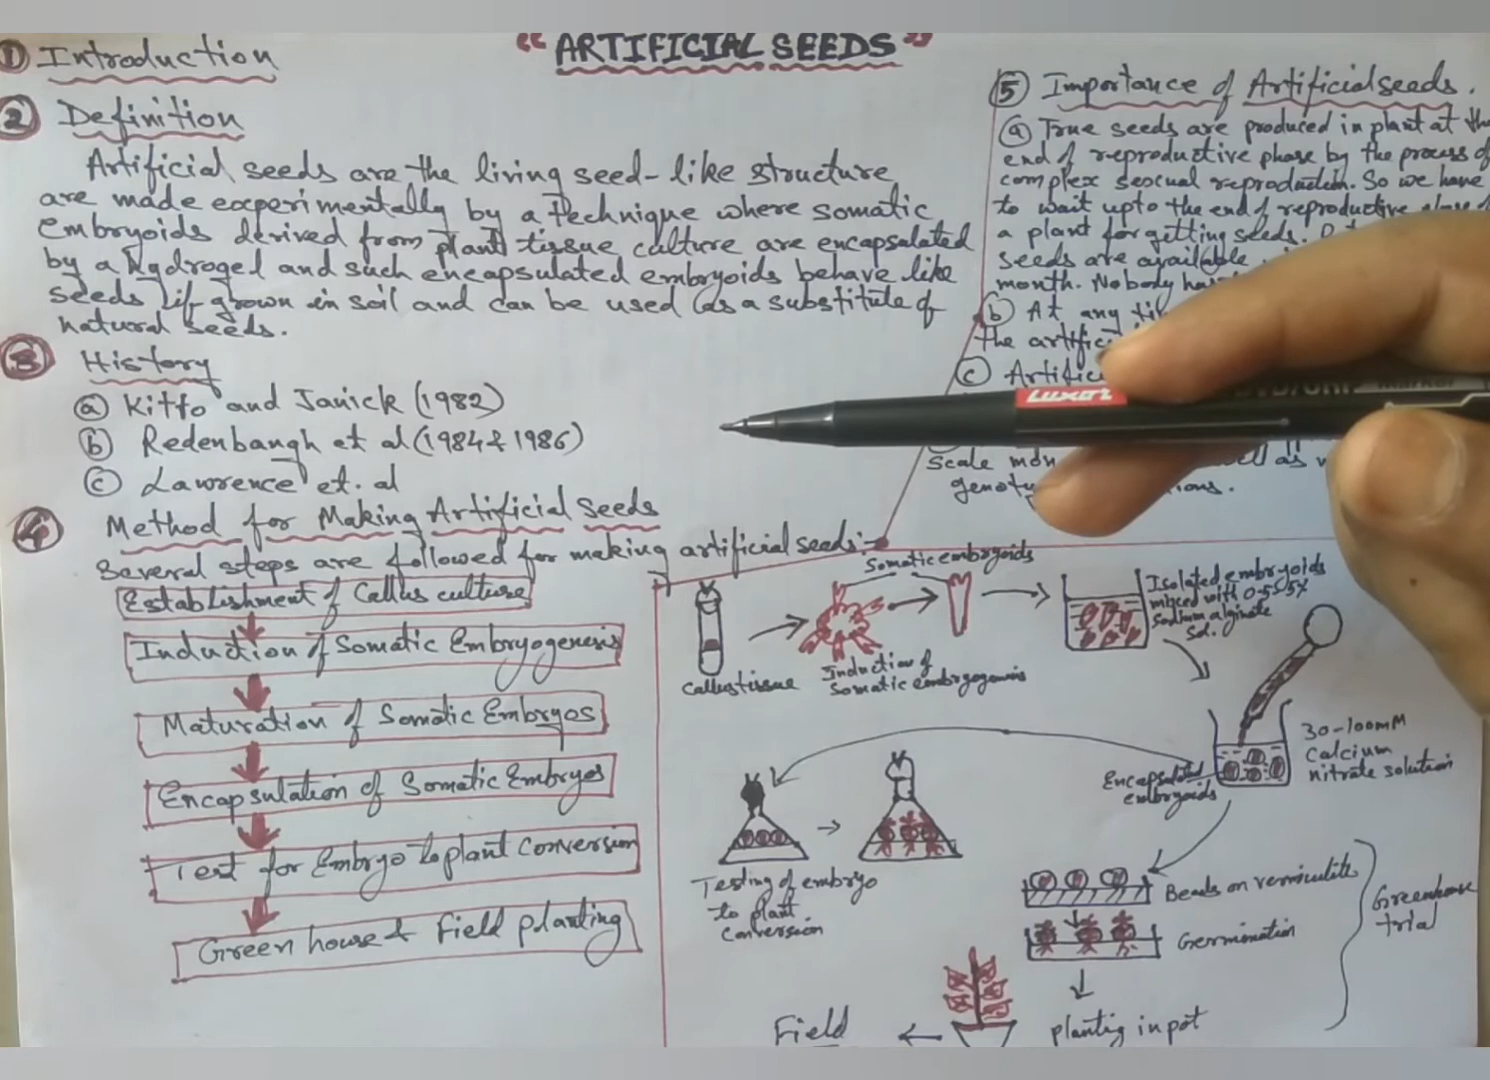 ① Introduction
" ARTIFICIAL SEEDS "
② Definition
Artificial seeds are the living seed-like structure
are made experimentally by a technique where somatic
embryoids derived from plant tissue culture are encapsulated
by a hydrogel and such encapsulated embryoids behave like
seeds if grown in soil and can be used as a substitute of
natural seeds.
③ History
ⓐ Kitto and Janick (1982)
ⓑ Redenbaugh et al (1984 & 1986)
ⓒ Lawrence et. al
④ Method for Making Artificial Seeds
Several steps are followed for making artificial seeds:-
Establishment of Callus culture
Induction of Somatic Embryogenesis
Maturation of Somatic Embryos
Encapsulation of Somatic Embryos
Test for Embryo to plant Conversion
Green house & Field planting
⑤ Importance of Artificial seeds.
ⓐ True seeds are produced in plant at the
end of reproductive phase by the process of
complex sexual reproduction. So we have
to wait upto the end of reproductive
a plant for getting seeds.
seeds are available
month. Nobody
ⓑ At any
the
ⓒ
Luxor
scale
Callus tissue
Induction of
Somatic embryogenesis
Somatic embryoids
Isolated embryoids
mixed with 0.5-5%
Sodium alginate
Sol.
30-100mM
Calcium
nitrate solution
Encapsulated
embryoids
Testing of embryo
to plant
conversion
Beads on vermiculite
Germination
Greenhouse
trial
planting in pot
Field